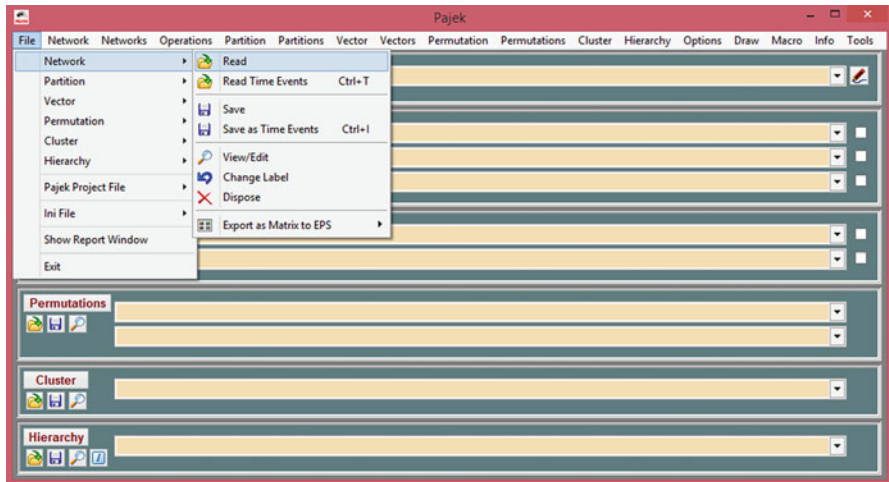 Pajek
File Network Networks Operations Partition Partitions Vector Vectors Permutation Permutations Cluster Hierarchy Options Draw Macro Info Tools
Network
Partition
Vector
Permutation
Cluster
Hierarchy
Pajek Project File
Ini File
Show Report Window
Exit
Read
Read Time Events Ctrl+T
Save
Save as Time Events Ctrl+I
View/Edit
Change Label
Dispose
Export as Matrix to EPS
Permutations
Cluster
Hierarchy